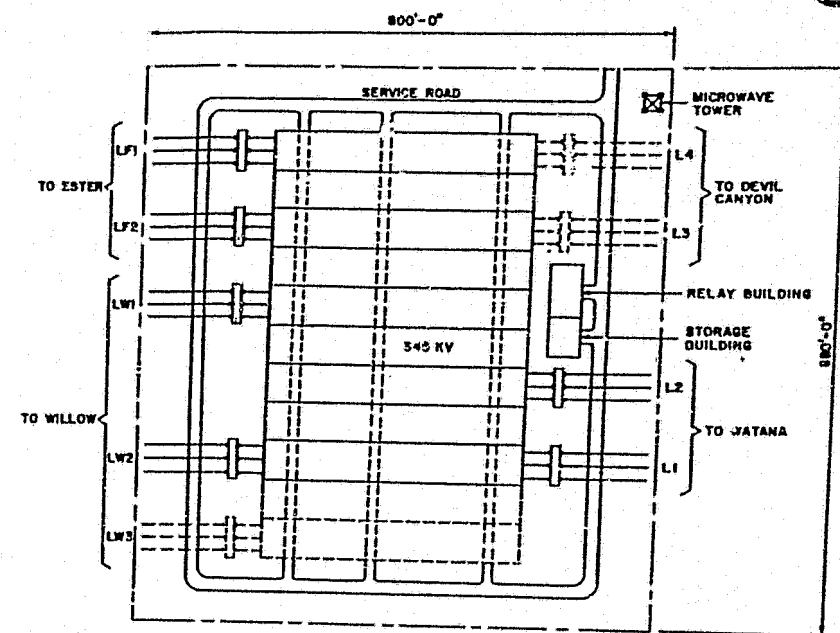 800'-0"
SERVICE ROAD
MICROWAVE
TOWER
LF1
L4
TO ESTER
TO DEVIL
CANYON
LF2
L3
LW1
RELAY BUILDING
345 KV
STORAGE
BUILDING
L2
TO WILLOW
TO WATANA
LW2
L1
LW3